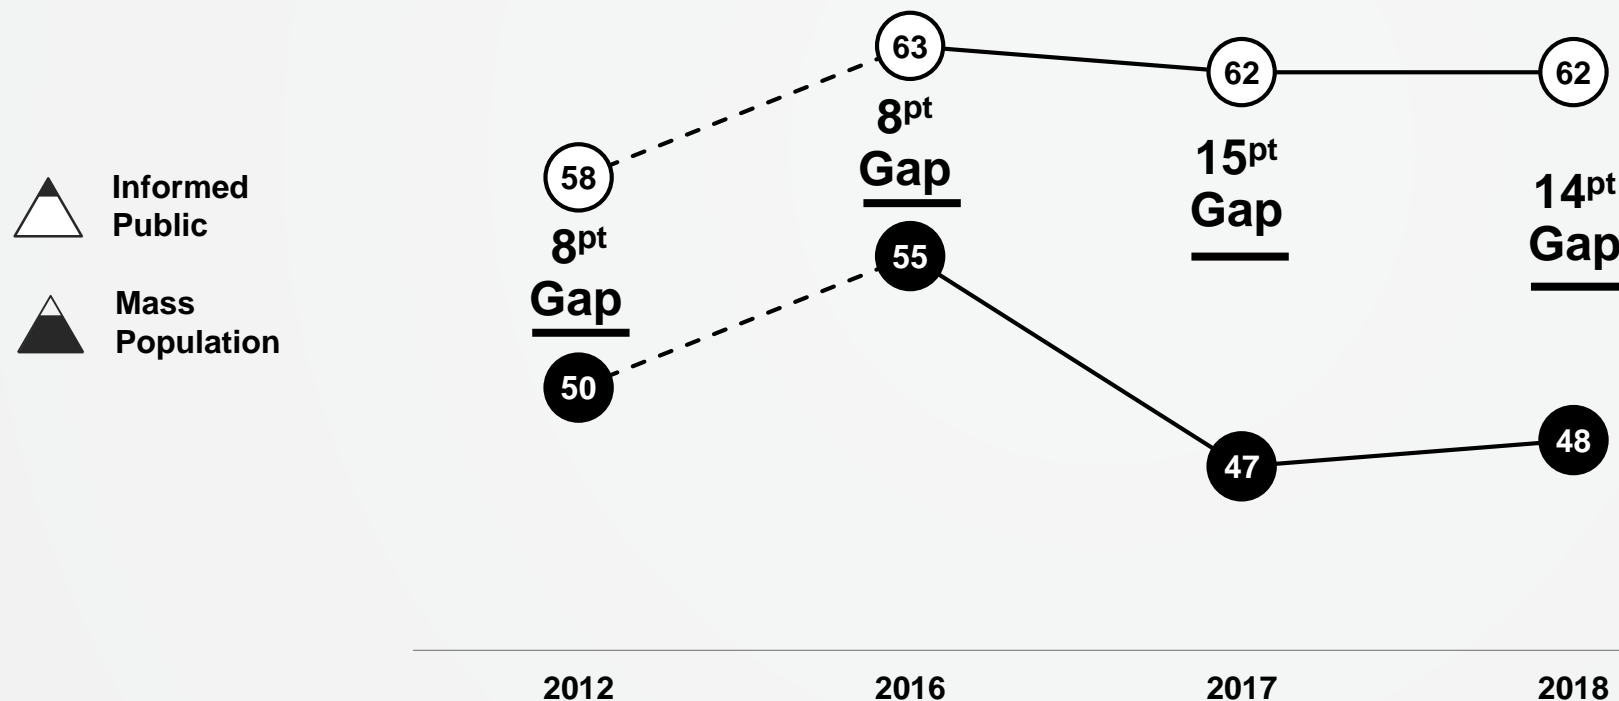 Informed
Public
Mass
Population
58
8pt
Gap
50
63
8pt
Gap
55
62
15pt
Gap
47
62
14pt
Gap
48
2012
2016
2017
2018